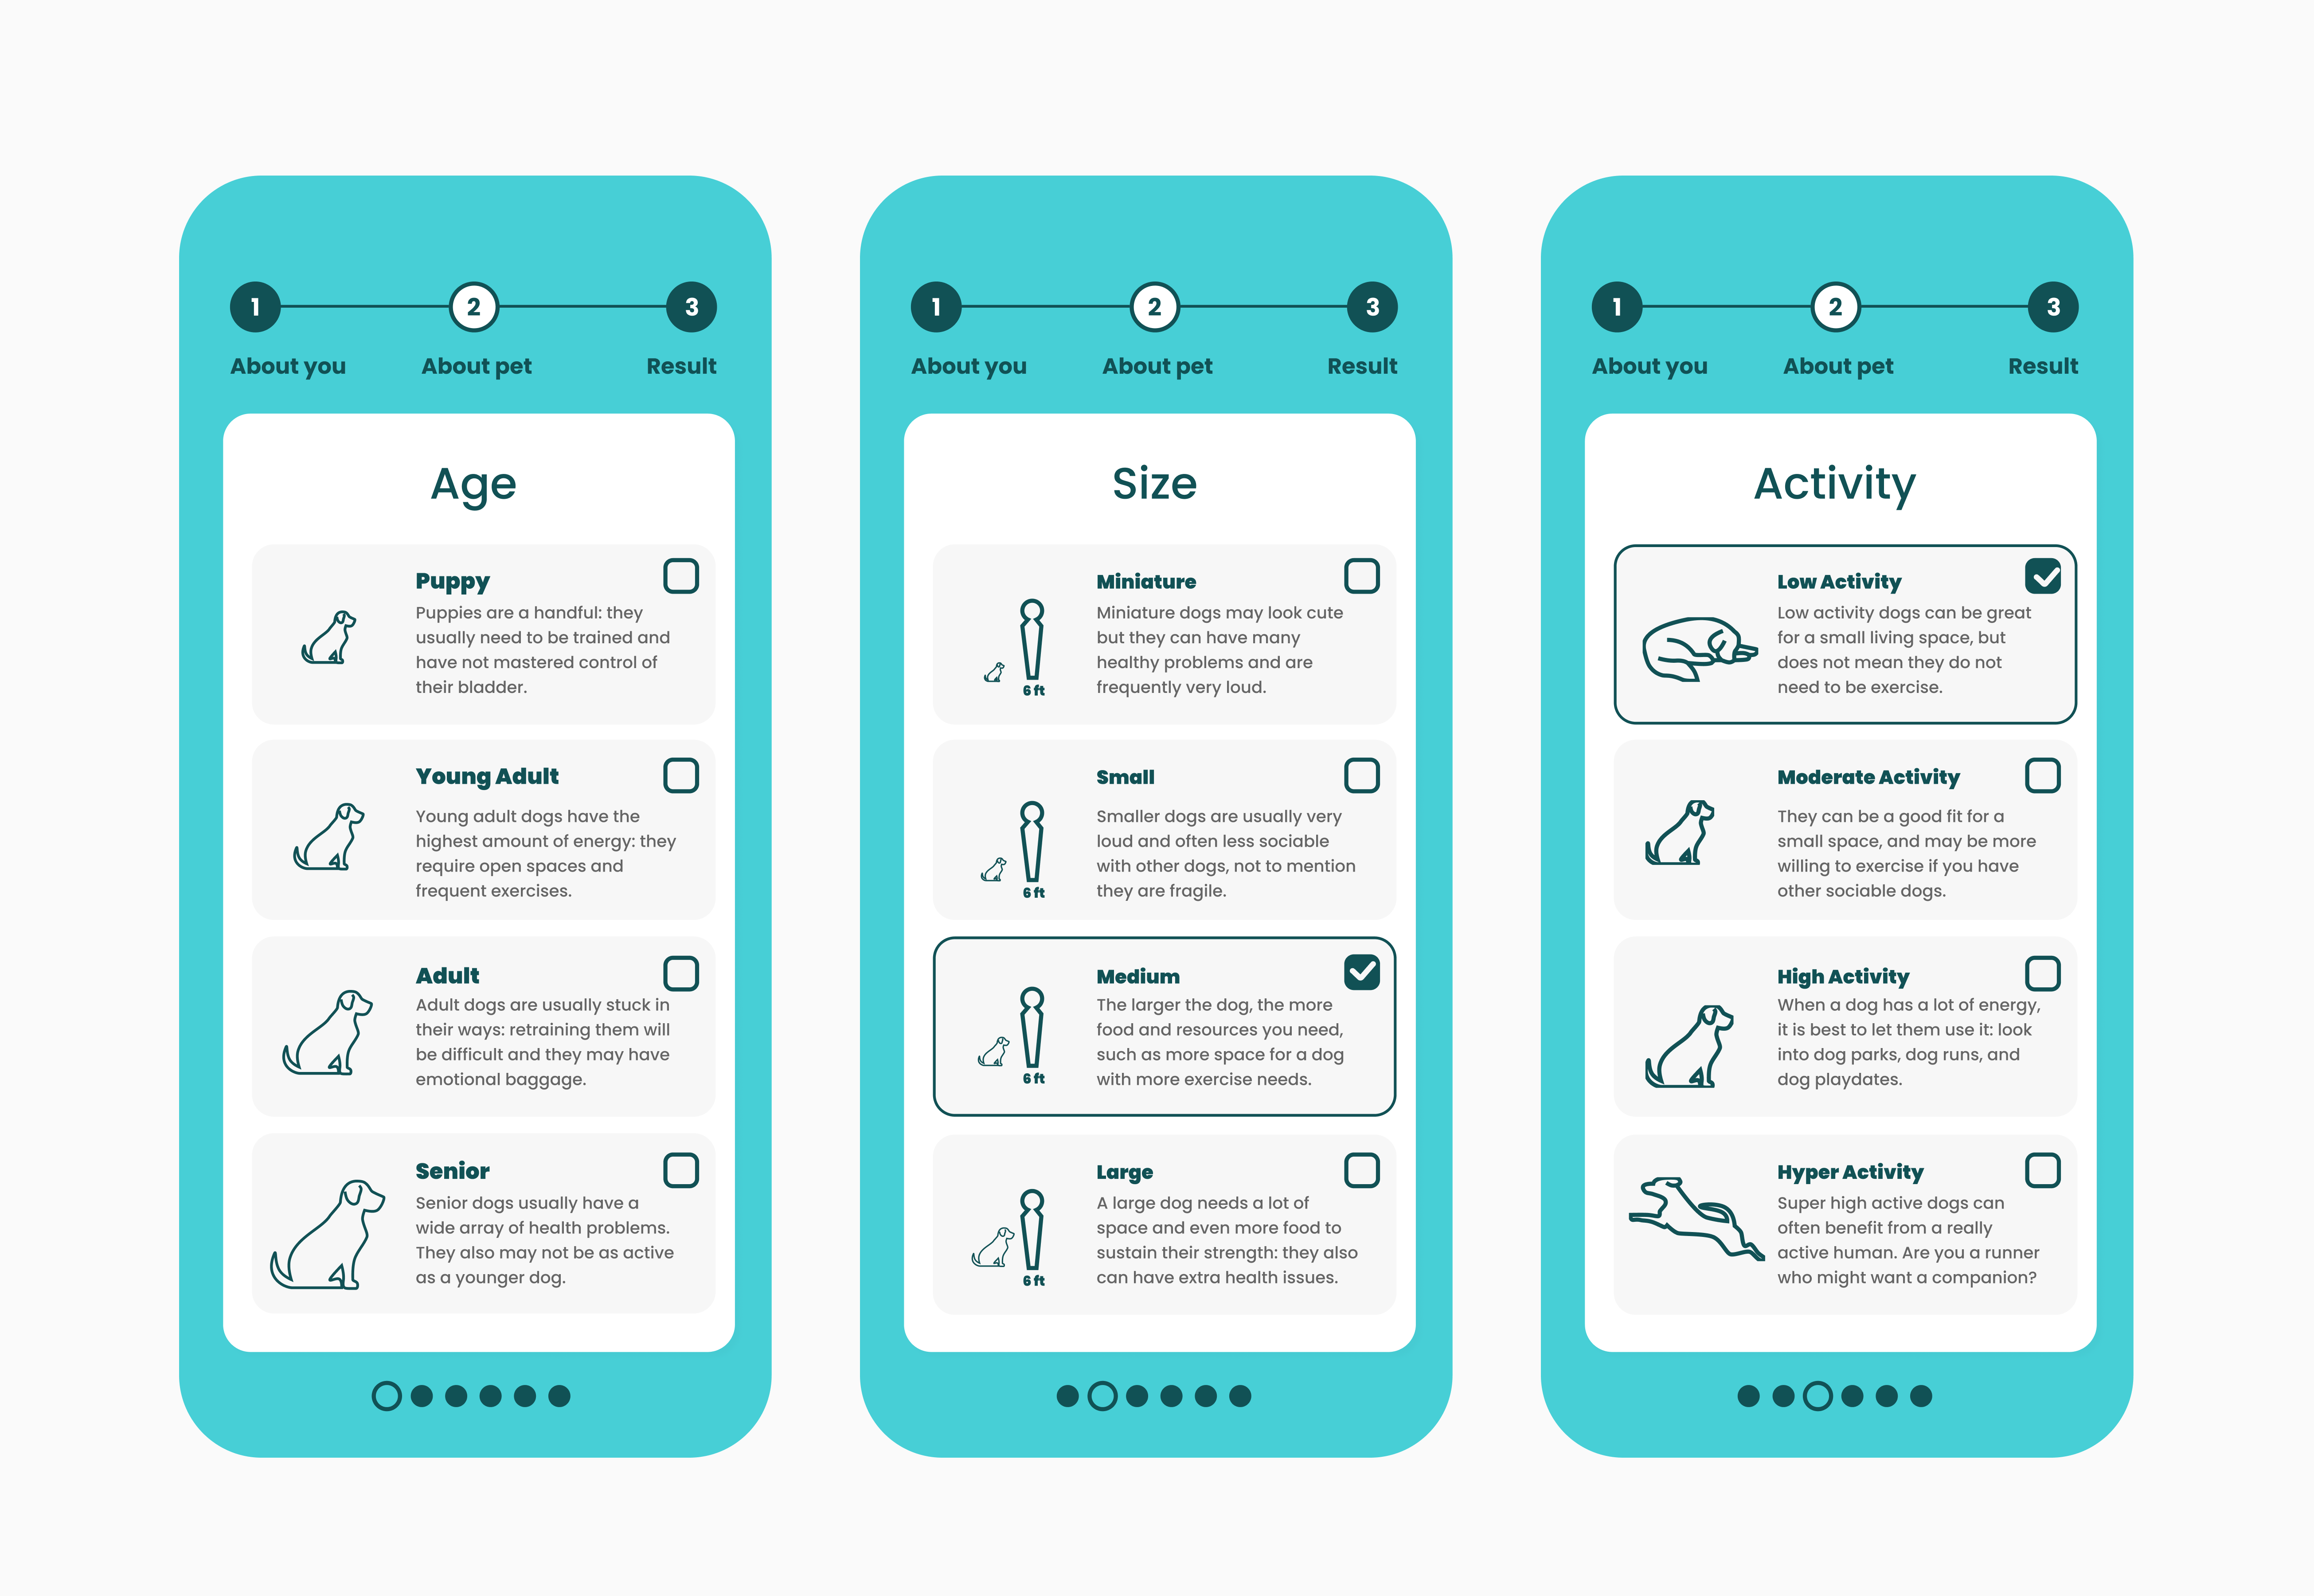 1 2 3
About you About pet Result
Age
Puppy
Puppies are a handful: they
usually need to be trained and
have not mastered control of
their bladder.
Young Adult
Young adult dogs have the
highest amount of energy: they
require open spaces and
frequent exercises.
Adult
Adult dogs are usually stuck in
their ways: retraining them will
be difficult and they may have
emotional baggage.
Senior
Senior dogs usually have a
wide array of health problems.
They also may not be as active
as a younger dog.
1 2 3
About you About pet Result
Size
Miniature
Miniature dogs may look cute
but they can have many
healthy problems and are
frequently very loud.
6 ft
Small
Smaller dogs are usually very
loud and often less sociable
with other dogs, not to mention
they are fragile.
6 ft
Medium
The larger the dog, the more
food and resources you need,
such as more space for a dog
with more exercise needs.
6 ft
Large
A large dog needs a lot of
space and even more food to
sustain their strength: they also
can have extra health issues.
6 ft
1 2 3
About you About pet Result
Activity
Low Activity
Low activity dogs can be great
for a small living space, but
does not mean they do not
need to be exercise.
Moderate Activity
They can be a good fit for a
small space, and may be more
willing to exercise if you have
other sociable dogs.
High Activity
When a dog has a lot of energy,
it is best to let them use it: look
into dog parks, dog runs, and
dog playdates.
Hyper Activity
Super high active dogs can
often benefit from a really
active human. Are you a runner
who might want a companion?